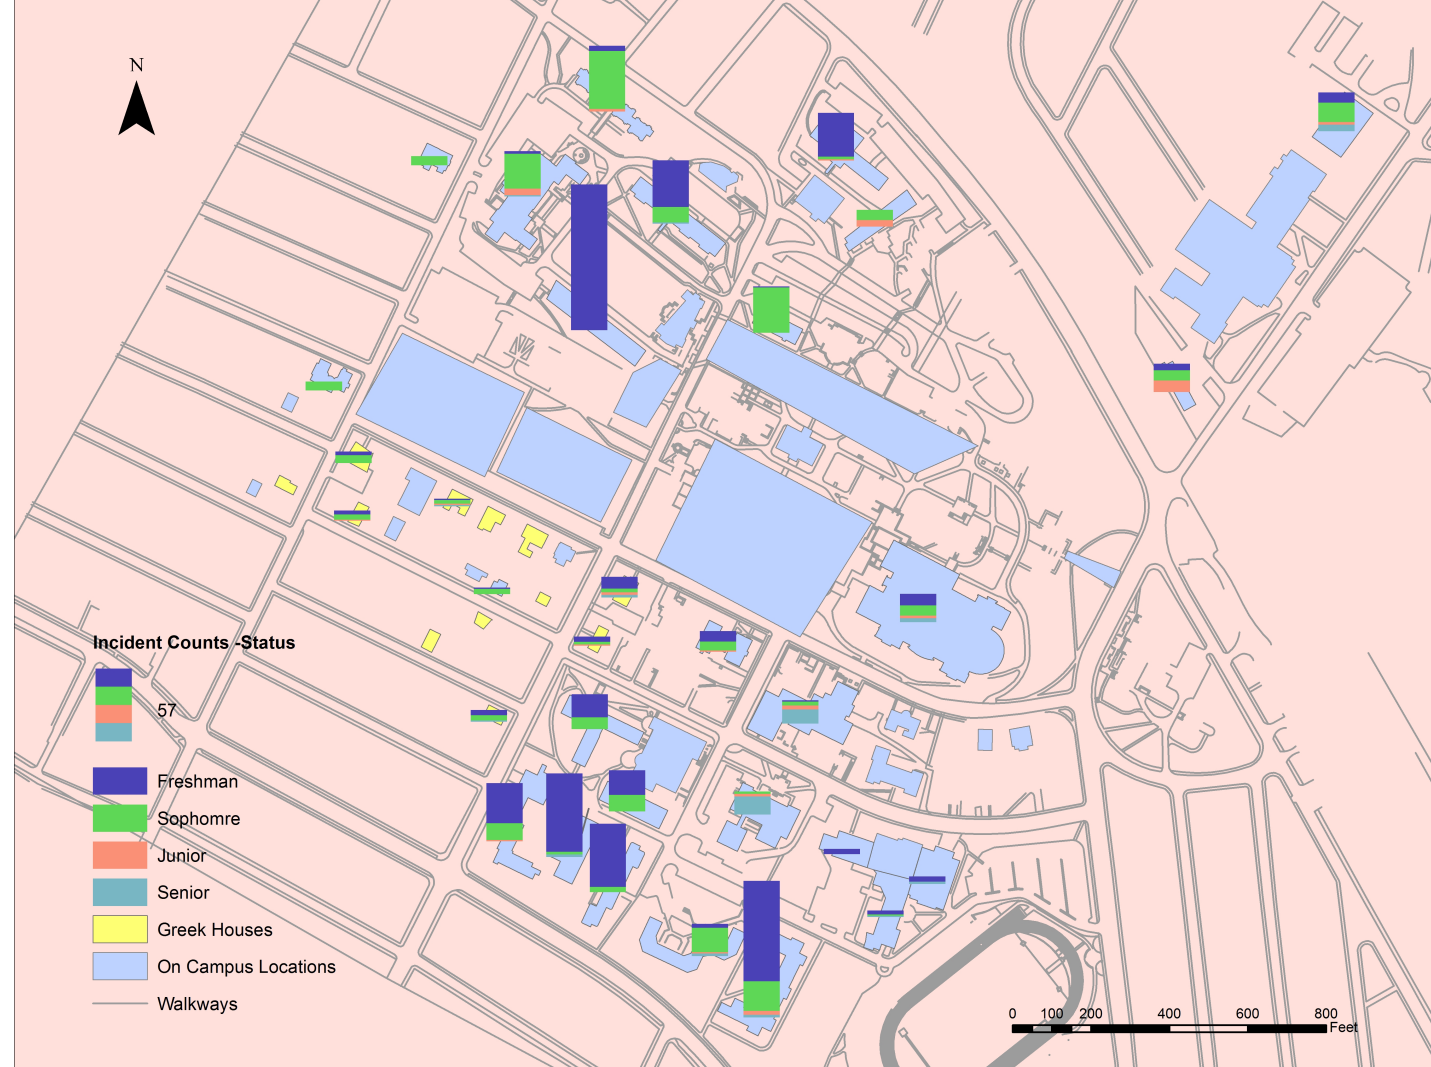 N
Incident Counts -Status
57
Freshman
Sophomre
Junior
Senior
Greek Houses
On Campus Locations
Walkways
0 100 200 400 600 800
Feet